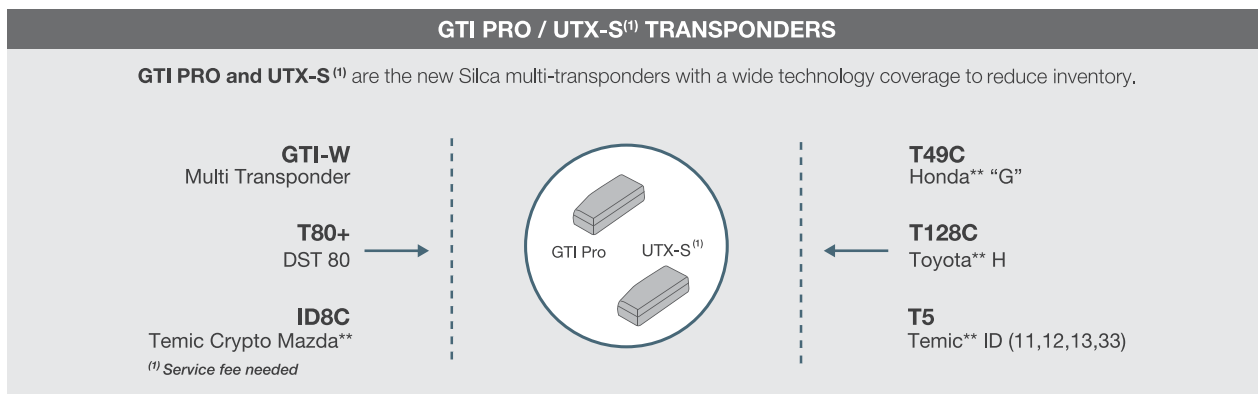 GTI PRO / UTX-S(1) TRANSPONDERS
GTI PRO and UTX-S (1) are the new Silca multi-transponders with a wide technology coverage to reduce inventory.
GTI-W
Multi Transponder
T80+
DST 80
ID8C
Temic Crypto Mazda**
(1) Service fee needed
GTI Pro
UTX-S (1)
T49C
Honda** “G”
T128C
Toyota** H
T5
Temic** ID (11,12,13,33)